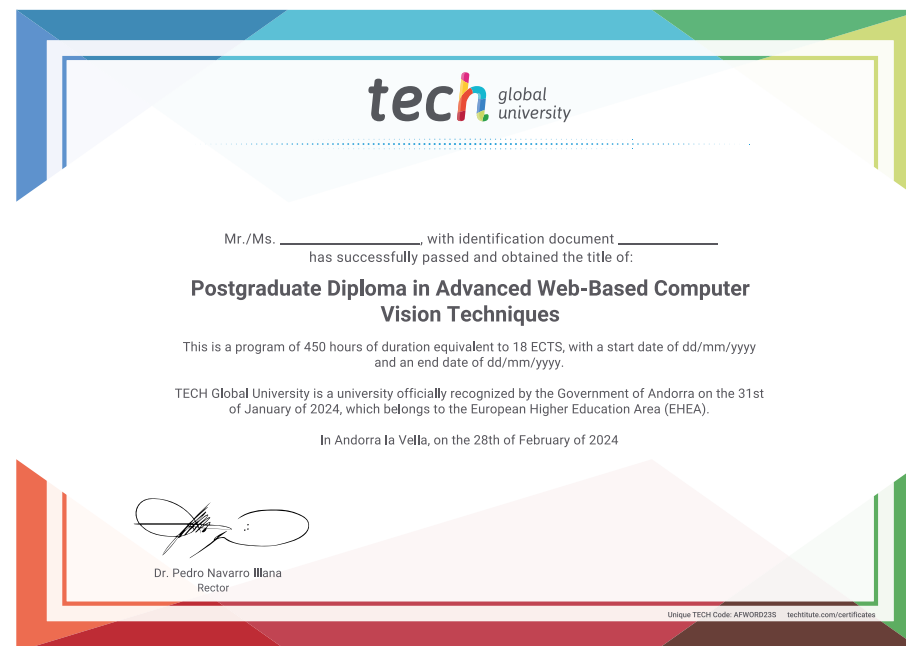 tech global university
Mr./Ms. ____________________, with identification document ______________
has successfully passed and obtained the title of:
Postgraduate Diploma in Advanced Web-Based Computer
Vision Techniques
This is a program of 450 hours of duration equivalent to 18 ECTS, with a start date of dd/mm/yyyy
and an end date of dd/mm/yyyy.
TECH Global University is a university officially recognized by the Government of Andorra on the 31st
of January of 2024, which belongs to the European Higher Education Area (EHEA).
In Andorra la Vella, on the 28th of February of 2024
Dr. Pedro Navarro Illana
Rector
Unique TECH Code: AFWORD23S techtitute.com/certificates